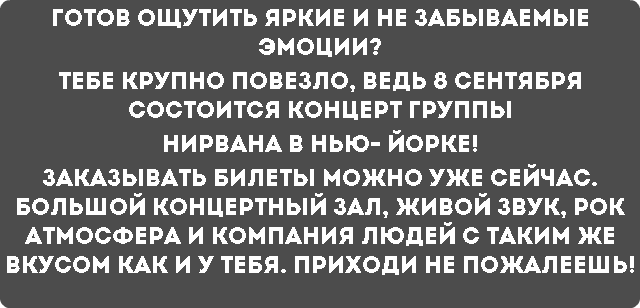 ГОТОВ ОЩУТИТЬ ЯРКИЕ И НЕ ЗАБЫВАЕМЫЕ
ЭМОЦИИ?
ТЕБЕ КРУПНО ПОВЕЗЛО, ВЕДЬ 8 СЕНТЯБРЯ
СОСТОИТСЯ КОНЦЕРТ ГРУППЫ
НИРВАНА В НЬЮ- ЙОРКЕ!
ЗАКАЗЫВАТЬ БИЛЕТЫ МОЖНО УЖЕ СЕЙЧАС.
БОЛЬШОЙ КОНЦЕРТНЫЙ ЗАЛ, ЖИВОЙ ЗВУК, РОК
АТМОСФЕРА И КОМПАНИЯ ЛЮДЕЙ С ТАКИМ ЖЕ
ВКУСОМ КАК И У ТЕБЯ. ПРИХОДИ НЕ ПОЖАЛЕЕШЬ!